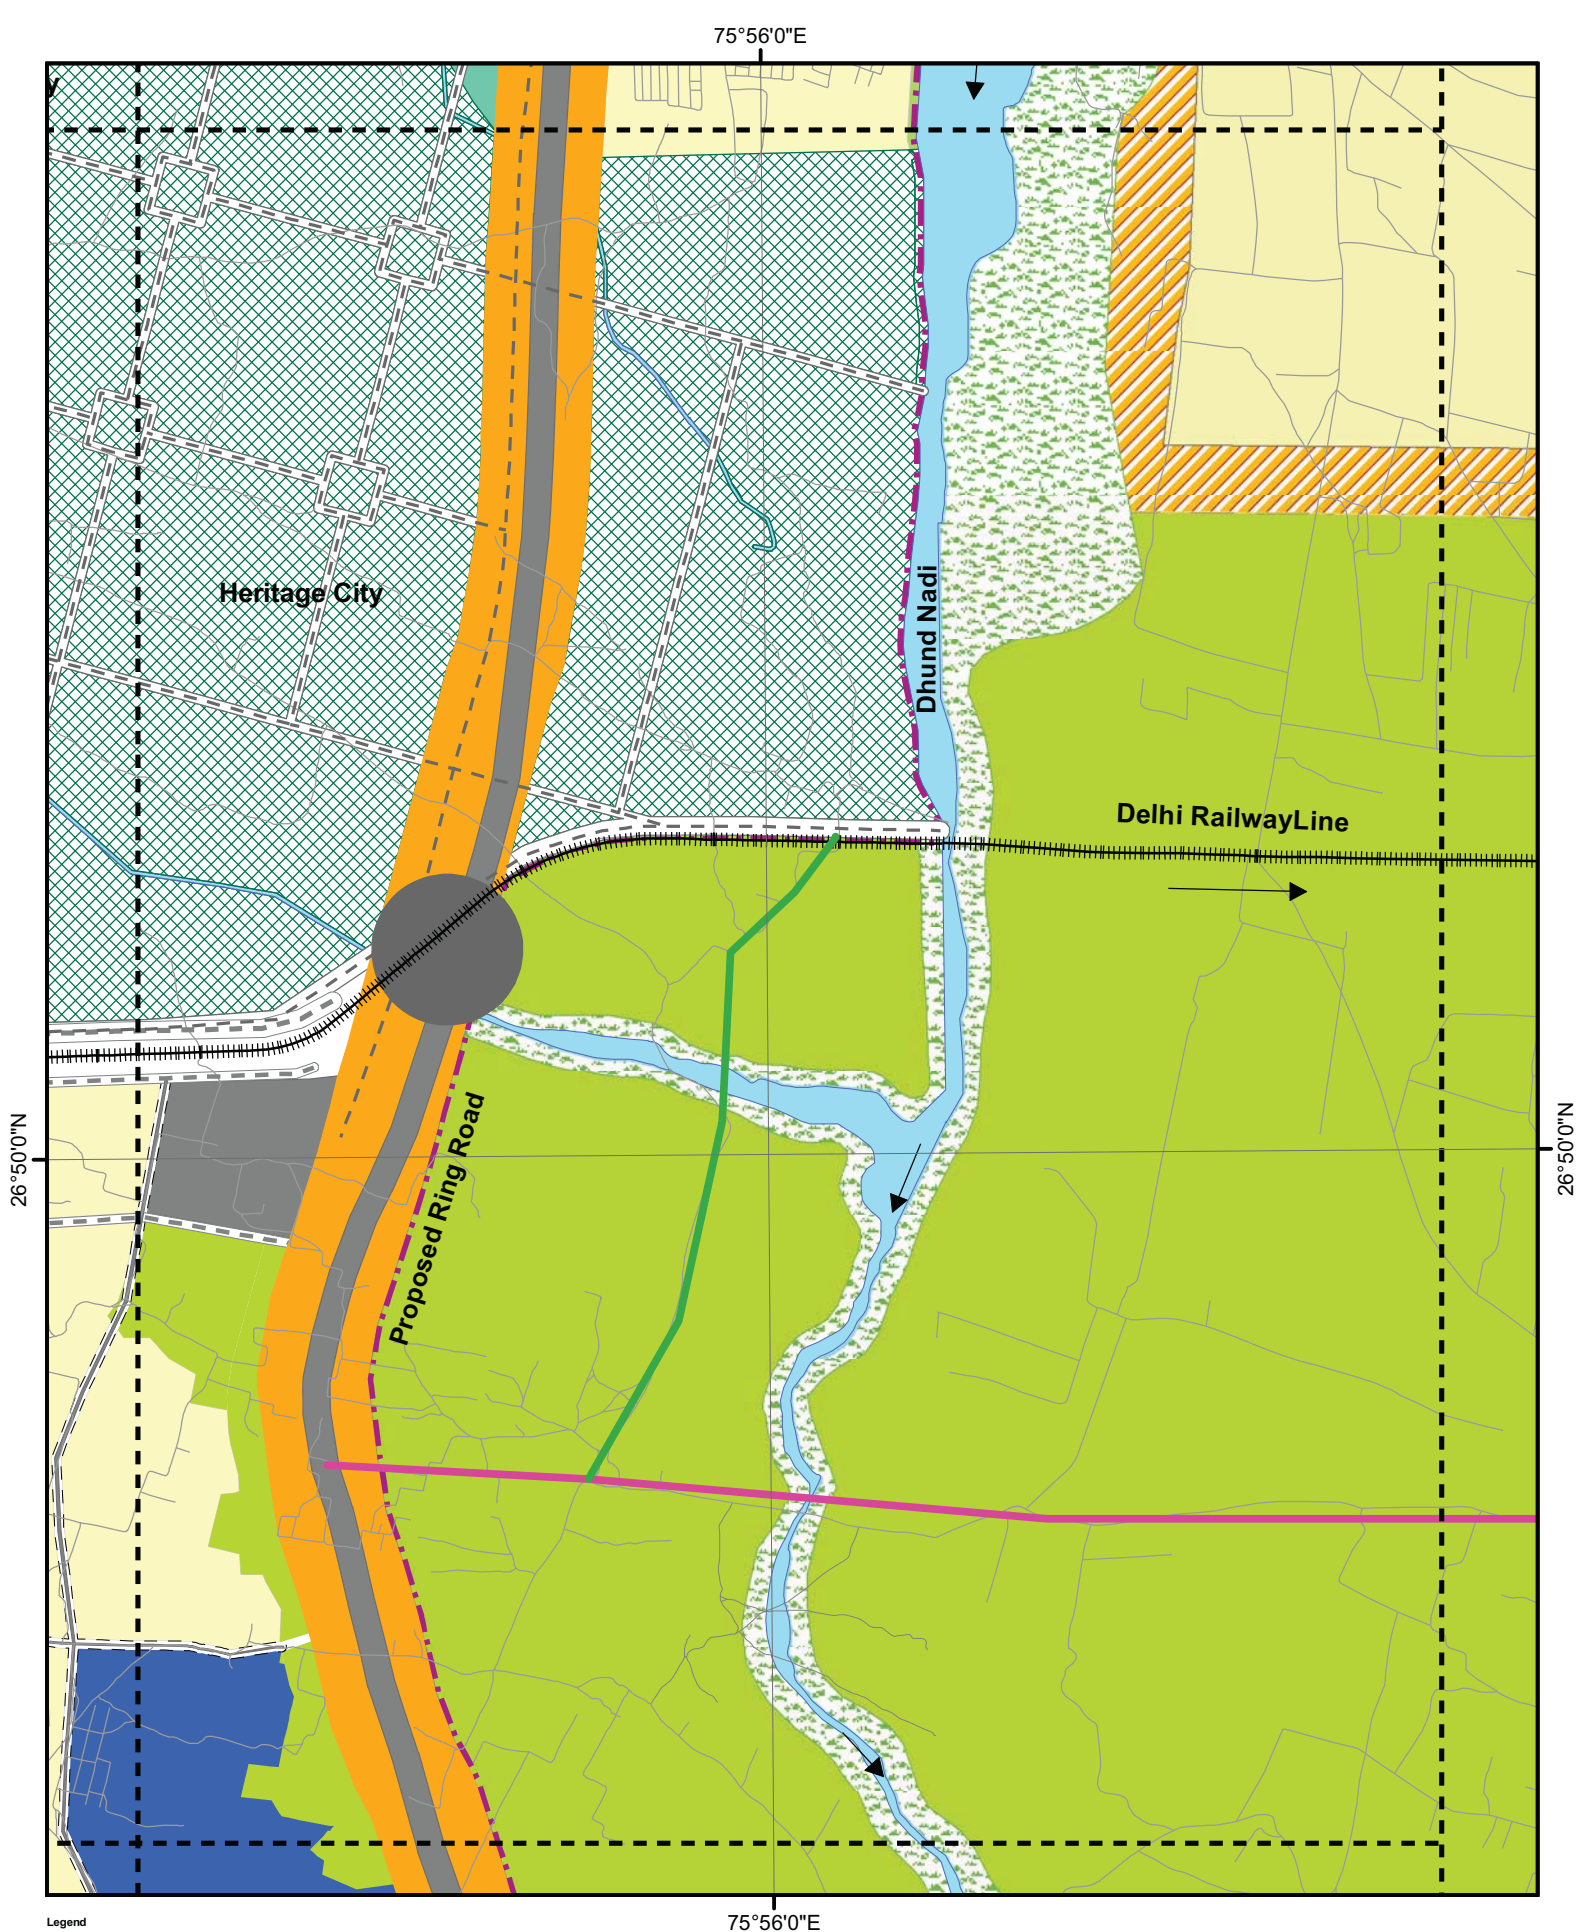 75°56'0"E
y
Heritage City
Dhund Nadi
Delhi RailwayLine
Proposed Ring Road
26°50'0"N
26°50'0"N
75°56'0"E
Legend